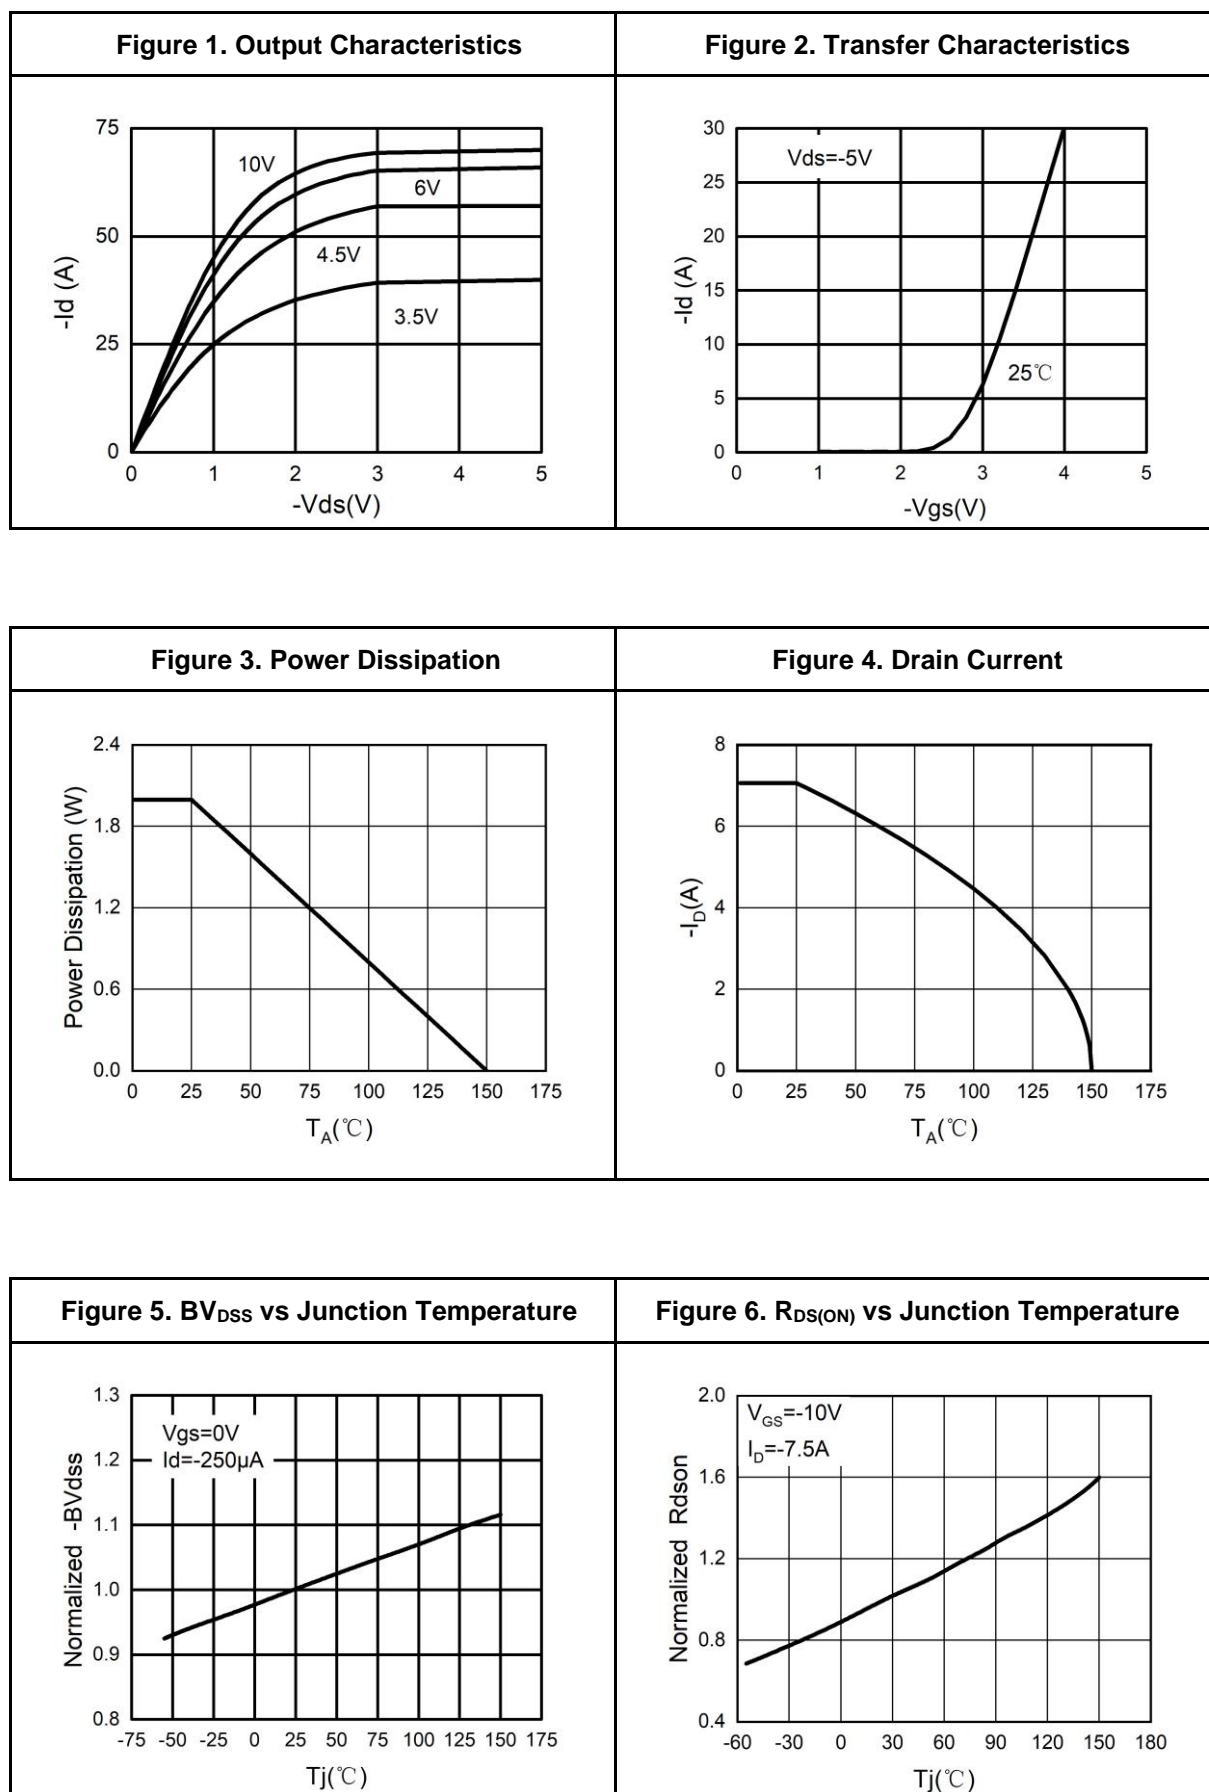 Figure 1. Output Characteristics
Figure 2. Transfer Characteristics
75
50
25
0
-Id (A)
10V
6V
4.5V
3.5V
0 1 2 3 4 5
-Vds(V)
30
25
20
15
10
5
0
-Id (A)
Vds=-5V
25℃
0 1 2 3 4 5
-Vgs(V)
Figure 3. Power Dissipation
Figure 4. Drain Current
2.4
1.8
1.2
0.6
0.0
Power Dissipation (W)
0 25 50 75 100 125 150 175
TA(℃)
8
6
4
2
0
-ID(A)
0 25 50 75 100 125 150 175
TA(℃)
Figure 5. BVDSS vs Junction Temperature
Figure 6. RDS(ON) vs Junction Temperature
1.3
1.2
1.1
1.0
0.9
0.8
Normalized -BVdss
Vgs=0V
Id=-250μA
-75 -50 -25 0 25 50 75 100 125 150 175
Tj(℃)
2.0
1.6
1.2
0.8
0.4
Normalized Rdson
VGS=-10V
ID=-7.5A
-60 -30 0 30 60 90 120 150 180
Tj(℃)